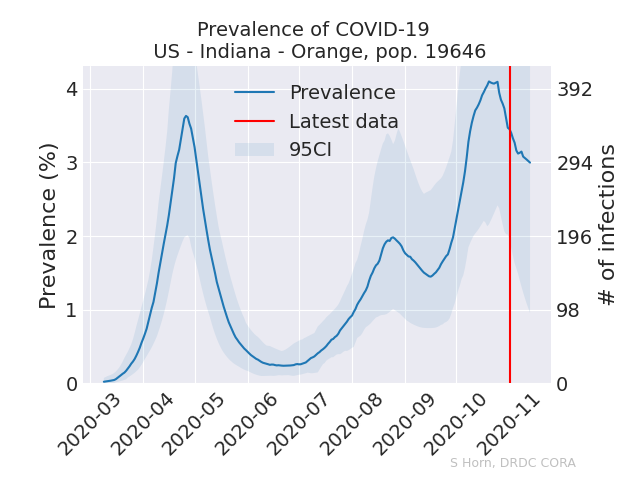 Prevalence of COVID-19
US - Indiana - Orange, pop. 19646
Prevalence
Latest data
95CI
Prevalence (%)
4
3
2
1
0
392
294
196
98
0
# of infections
2020-03
2020-04
2020-05
2020-06
2020-07
2020-08
2020-09
2020-10
2020-11
S Horn, DRDC CORA